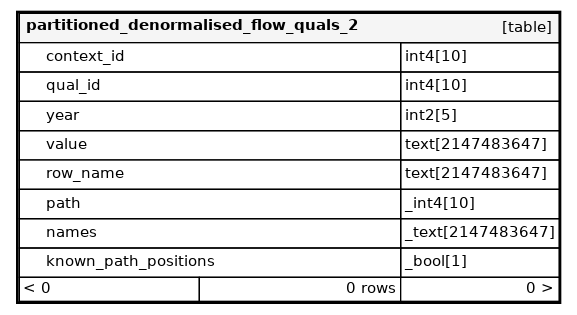 partitioned_denormalised_flow_quals_2 [table]
context_id int4[10]
qual_id int4[10]
year int2[5]
value text[2147483647]
row_name text[2147483647]
path _int4[10]
names _text[2147483647]
known_path_positions _bool[1]
< 0 0 rows 0 >